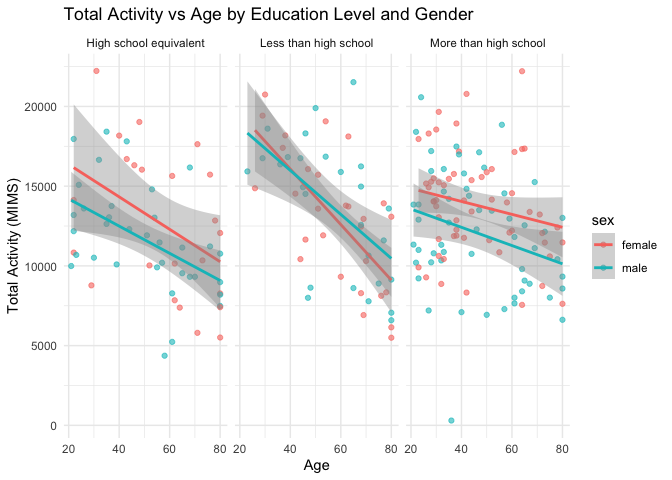 Total Activity vs Age by Education Level and Gender
High school equivalent
Less than high school
More than high school
Total Activity (MIMS)
20000
15000
10000
5000
0
20 40 60 80
20 40 60 80
20 40 60 80
Age
sex
female
male